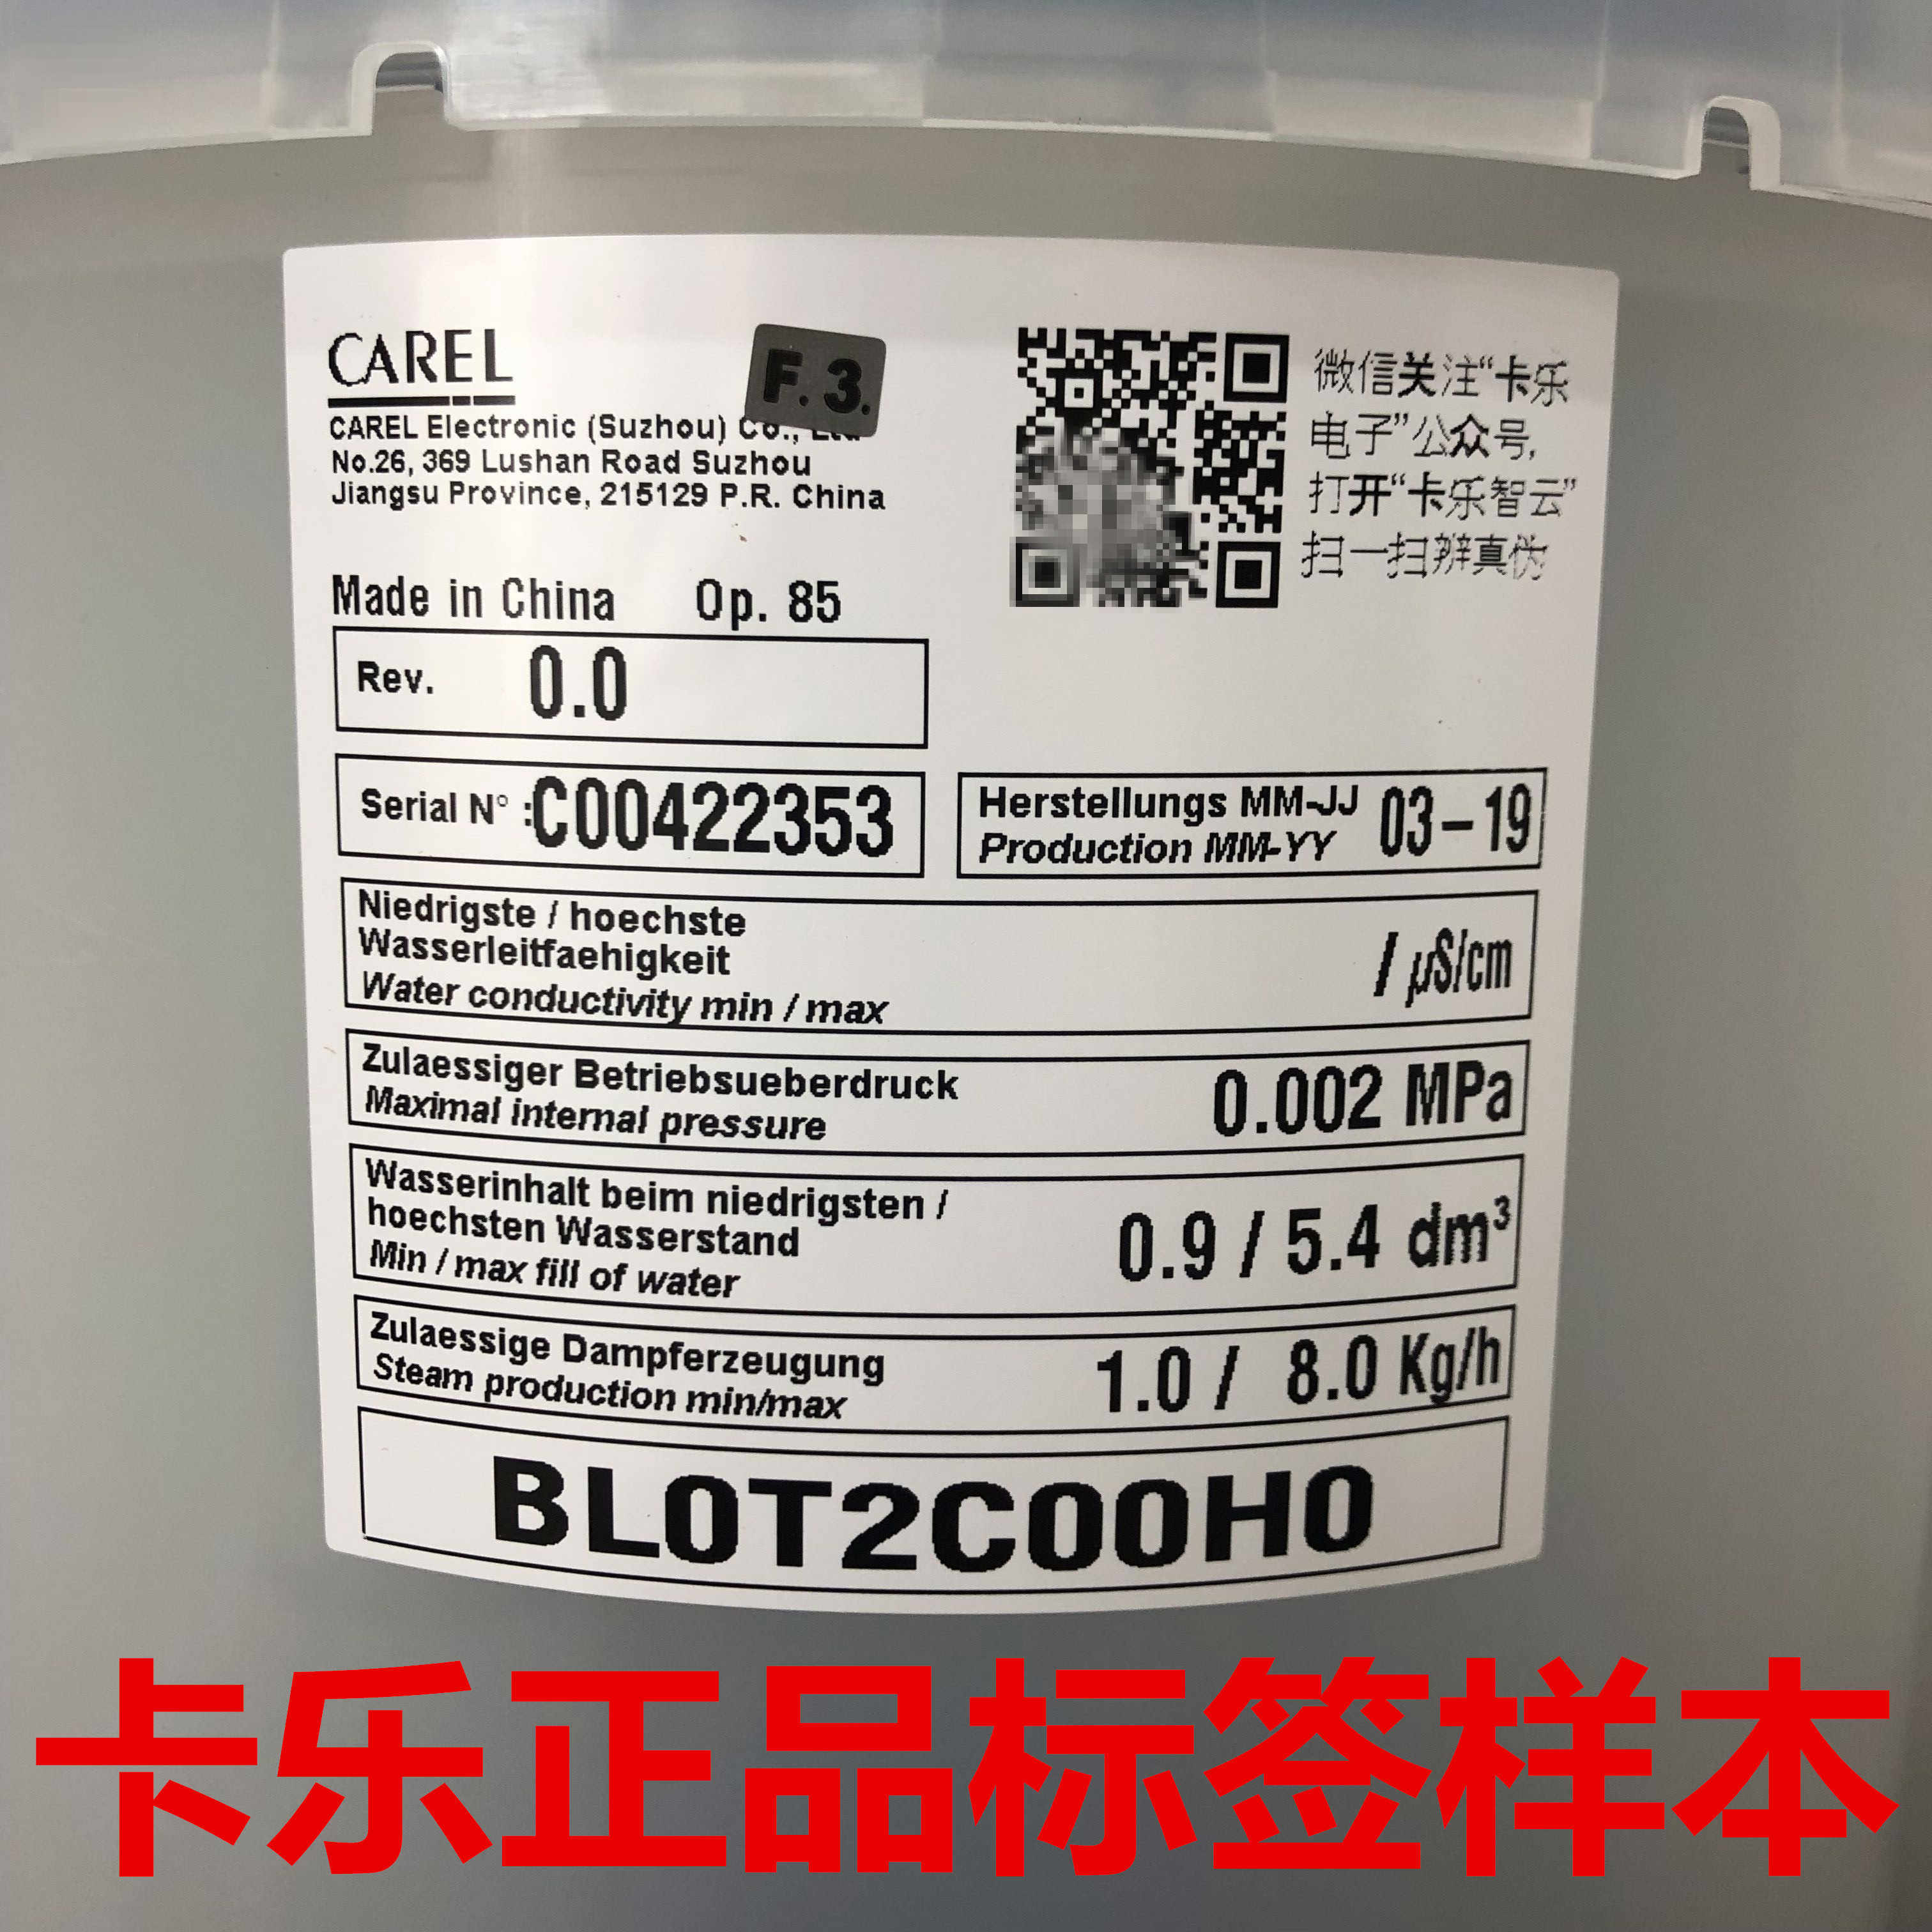 CAREL
F.3.
CAREL Electronic (Suzhou) Co., Ltd
No.26, 369 Lushan Road Suzhou
Jiangsu Province, 215129 P.R. China
微信关注“卡乐
电子”公众号,
打开“卡乐智云”
扫一扫辨真伪
Made in China Op. 85
Rev. 0.0
Serial N° :C00422353
Herstellungs MM-JJ 03-19
Production MM-YY
Niedrigste / hoechste
Wasserleitfaehigkeit
Water conductivity min / max
/ µS/cm
Zulaessiger Betriebsueberdruck
Maximal internal pressure
0.002 MPa
Wasserinhalt beim niedrigsten /
hoechsten Wasserstand
Min / max fill of water
0.9 / 5.4 dm³
Zulaessige Dampferzeugung
Steam production min/max
1.0 / 8.0 Kg/h
BL0T2C00H0
卡乐正品标签样本